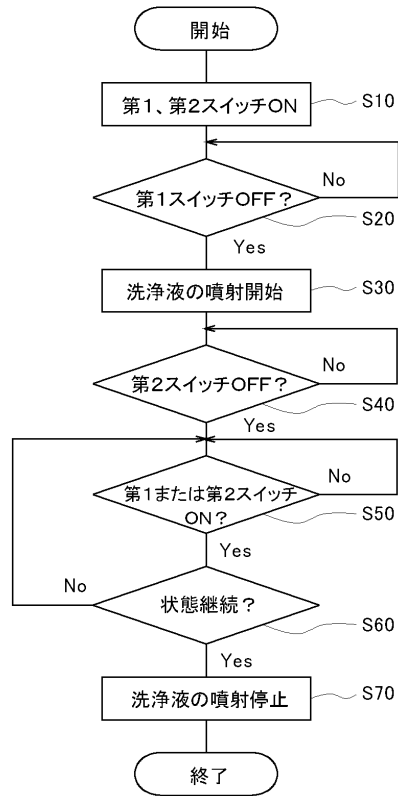 開始
第1、第2スイッチON
S10
第1スイッチOFF?
No
S20
Yes
洗浄液の噴射開始
S30
第2スイッチOFF?
No
S40
Yes
第1または第2スイッチ
ON?
No
S50
Yes
状態継続?
No
S60
Yes
洗浄液の噴射停止
S70
終了